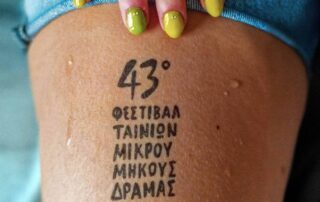 43°
ΦΕΣΤΙΒΑΛ
ΤΑΙΝΙΩΝ
ΜΙΚΡΟΥ
ΜΗΚΟΥΣ
ΔΡΑΜΑΣ